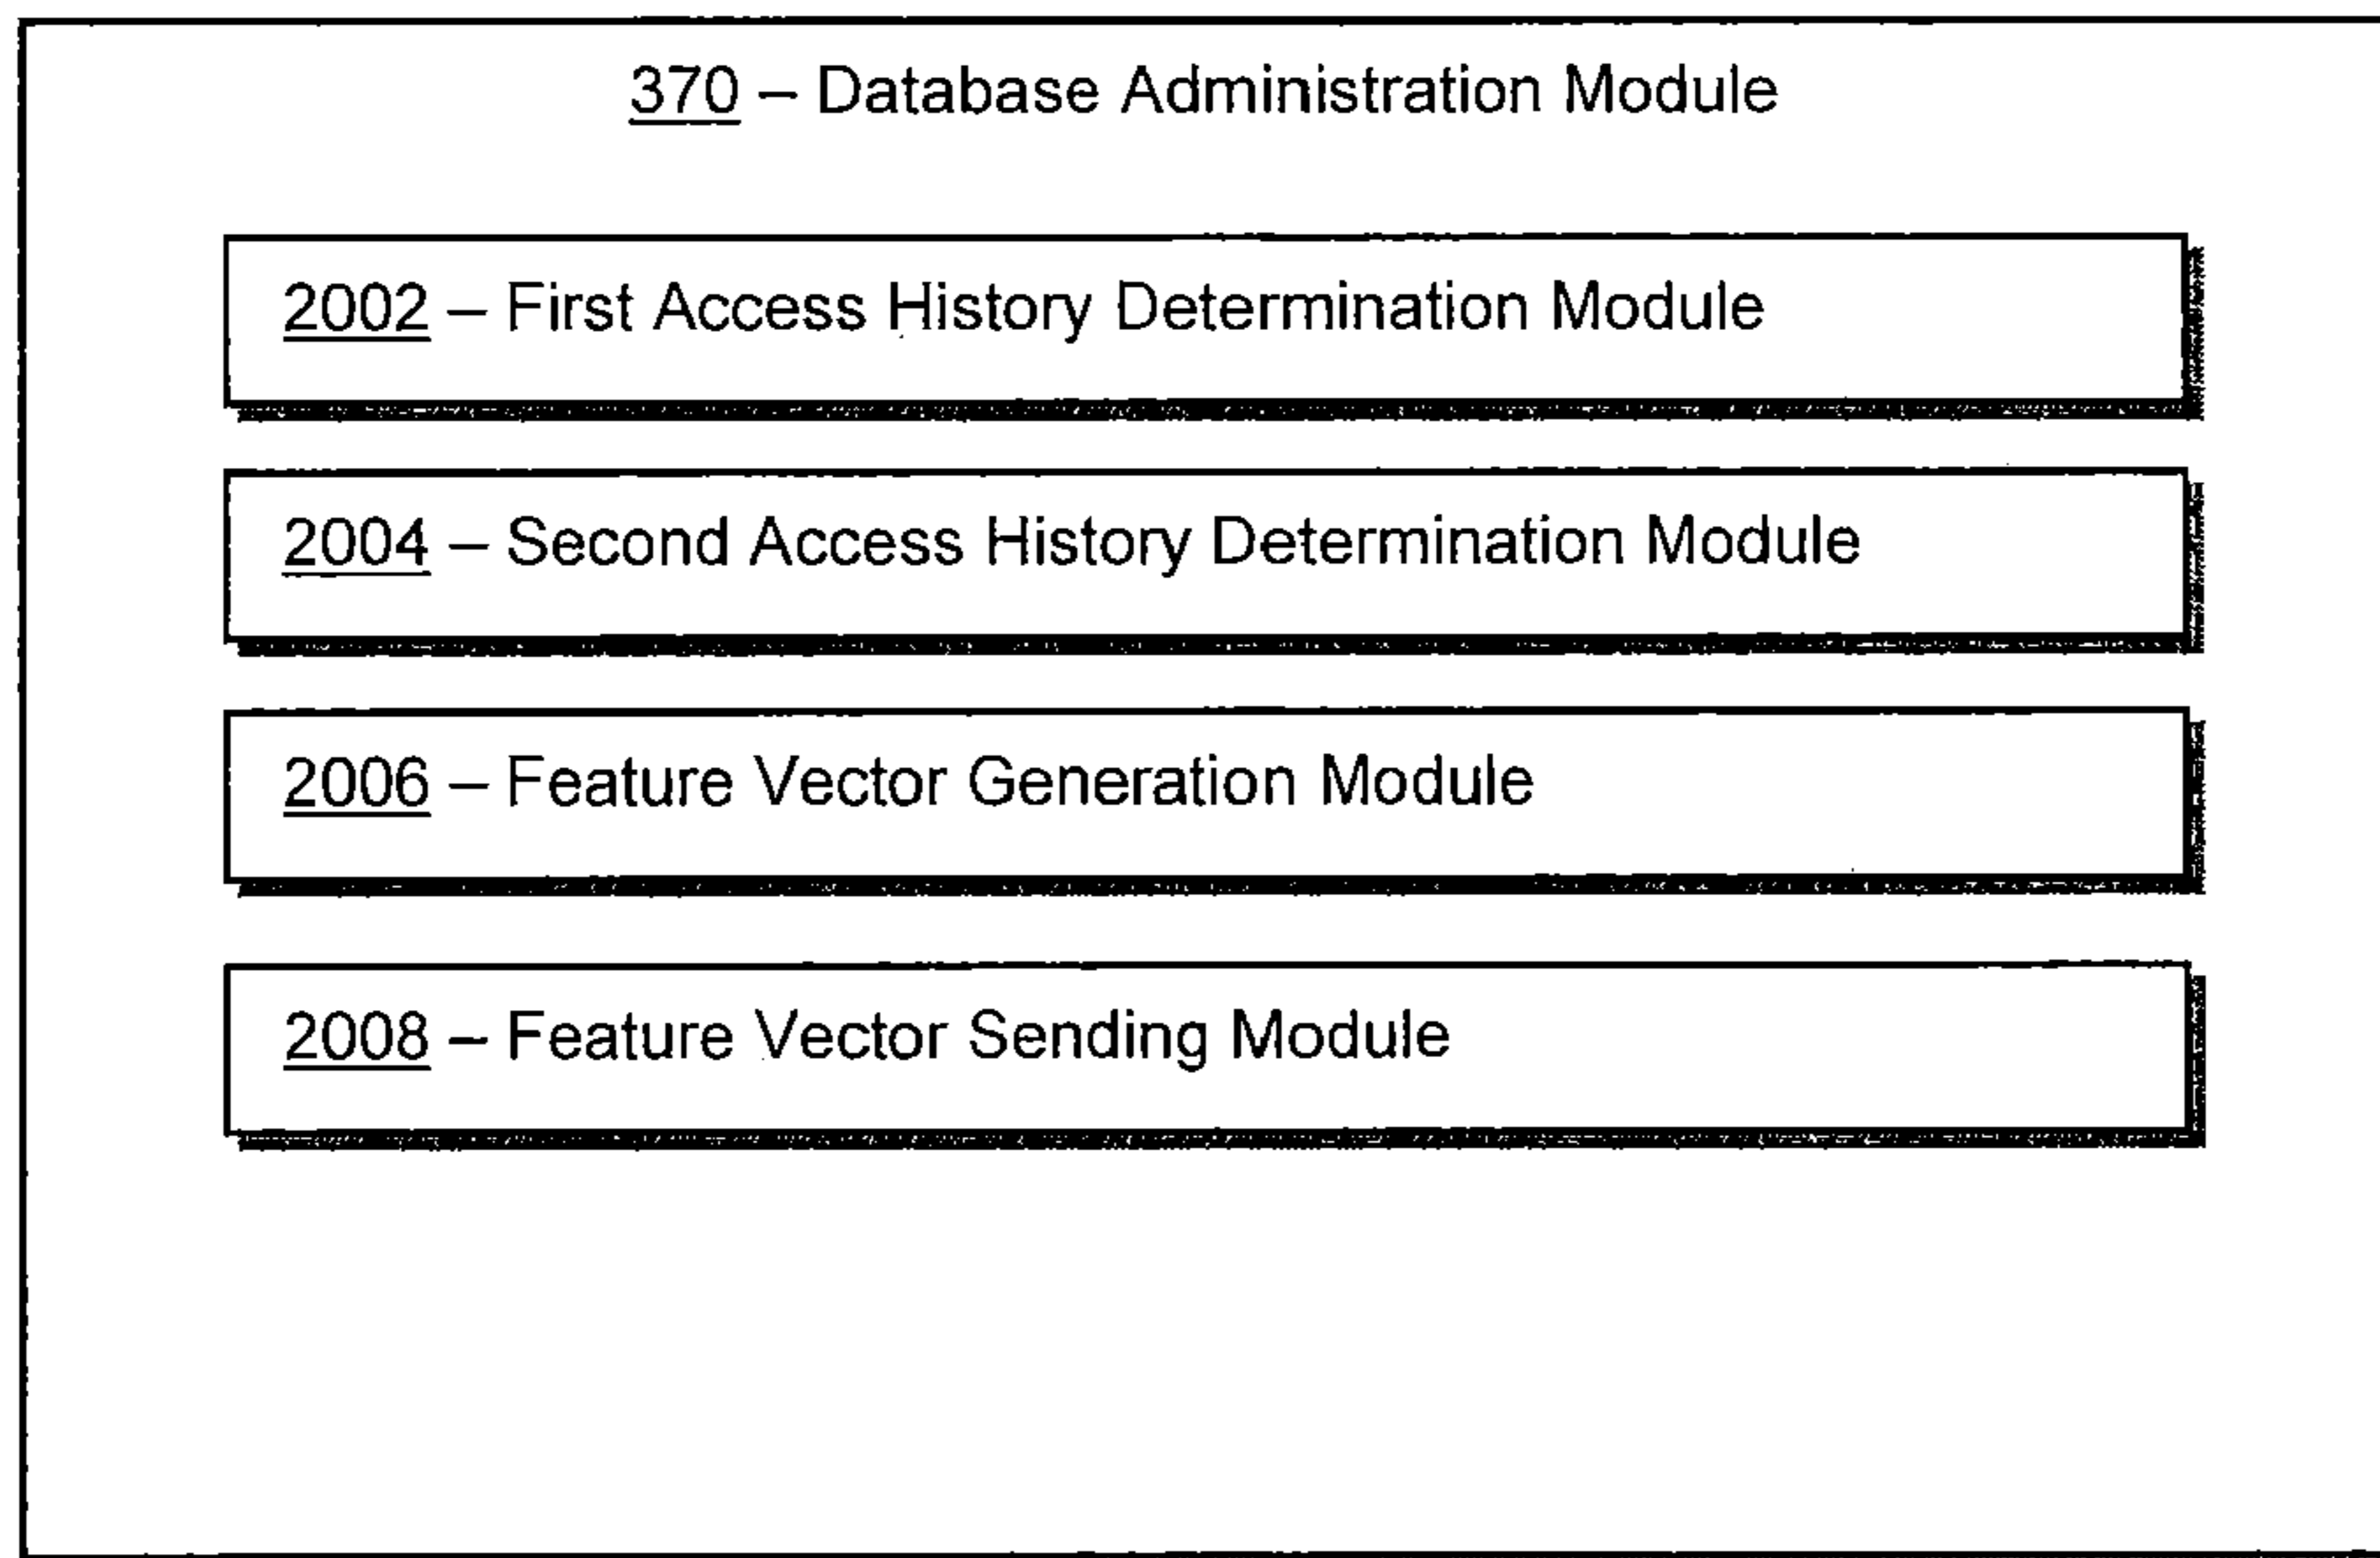 370 – Database Administration Module
2002 – First Access History Determination Module
2004 – Second Access History Determination Module
2006 – Feature Vector Generation Module
2008 – Feature Vector Sending Module